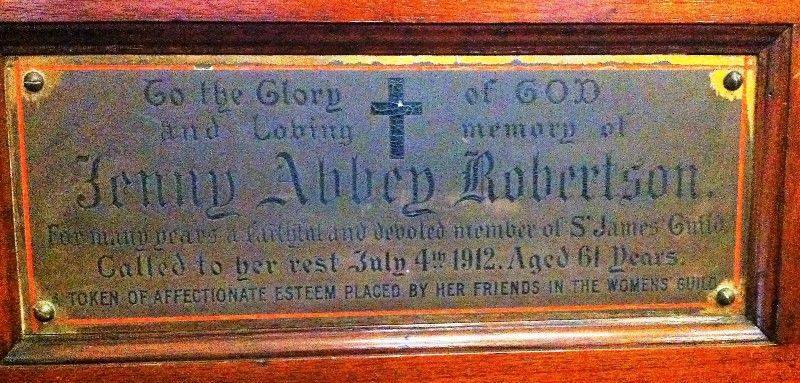 To the Glory of GOD
and Loving memory of
Jenny Abbey Robertson.
For many years a faithful and devoted member of St James Guild.
Called to her rest July 4th 1912. Aged 61 Years.
A TOKEN OF AFFECTIONATE ESTEEM PLACED BY HER FRIENDS IN THE WOMENS GUILD